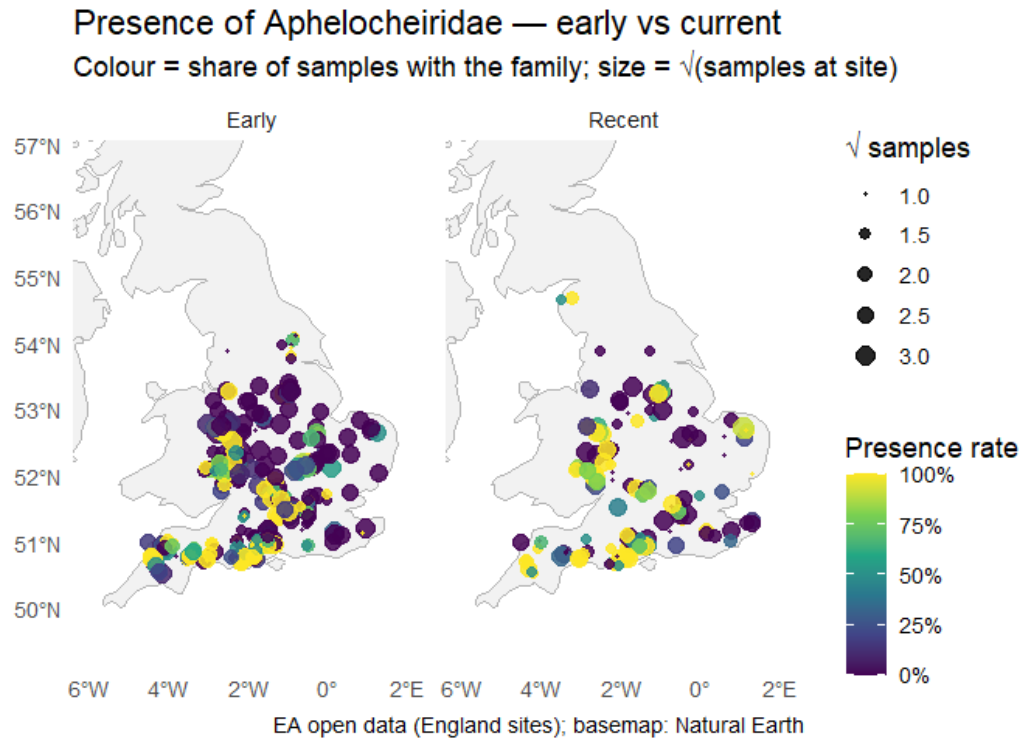 Presence of Aphelocheiridae — early vs current
Colour = share of samples with the family; size = √(samples at site)
Early
Recent
57°N
56°N
55°N
54°N
53°N
52°N
51°N
50°N
6°W 4°W 2°W 0° 2°E
6°W 4°W 2°W 0° 2°E
√ samples
1.0
1.5
2.0
2.5
3.0
Presence rate
100%
75%
50%
25%
0%
EA open data (England sites); basemap: Natural Earth